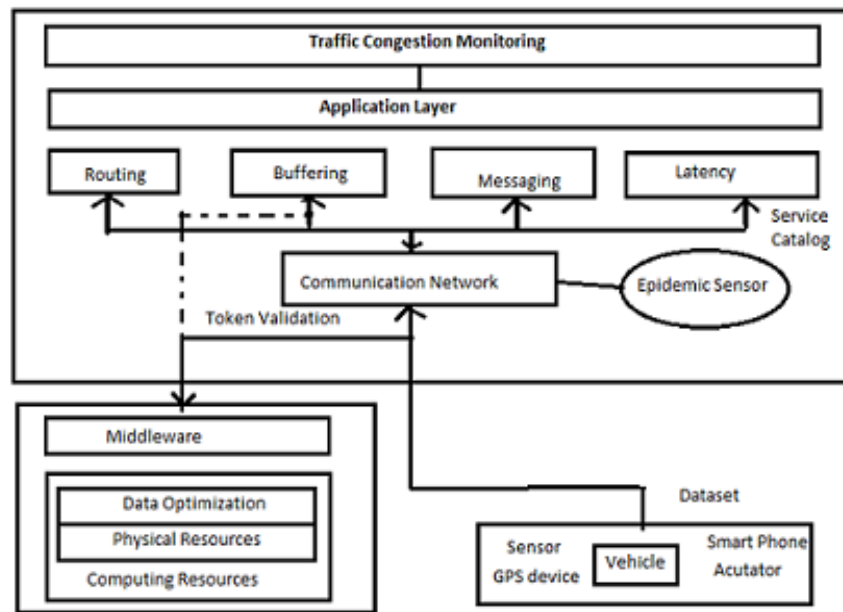 Traffic Congestion Monitoring
Application Layer
Routing
Buffering
Messaging
Latency
Service
Catalog
Communication Network
Epidemic Sensor
Token Validation
Middleware
Data Optimization
Physical Resources
Computing Resources
Dataset
Sensor
GPS device
Vehicle
Smart Phone
Acutator